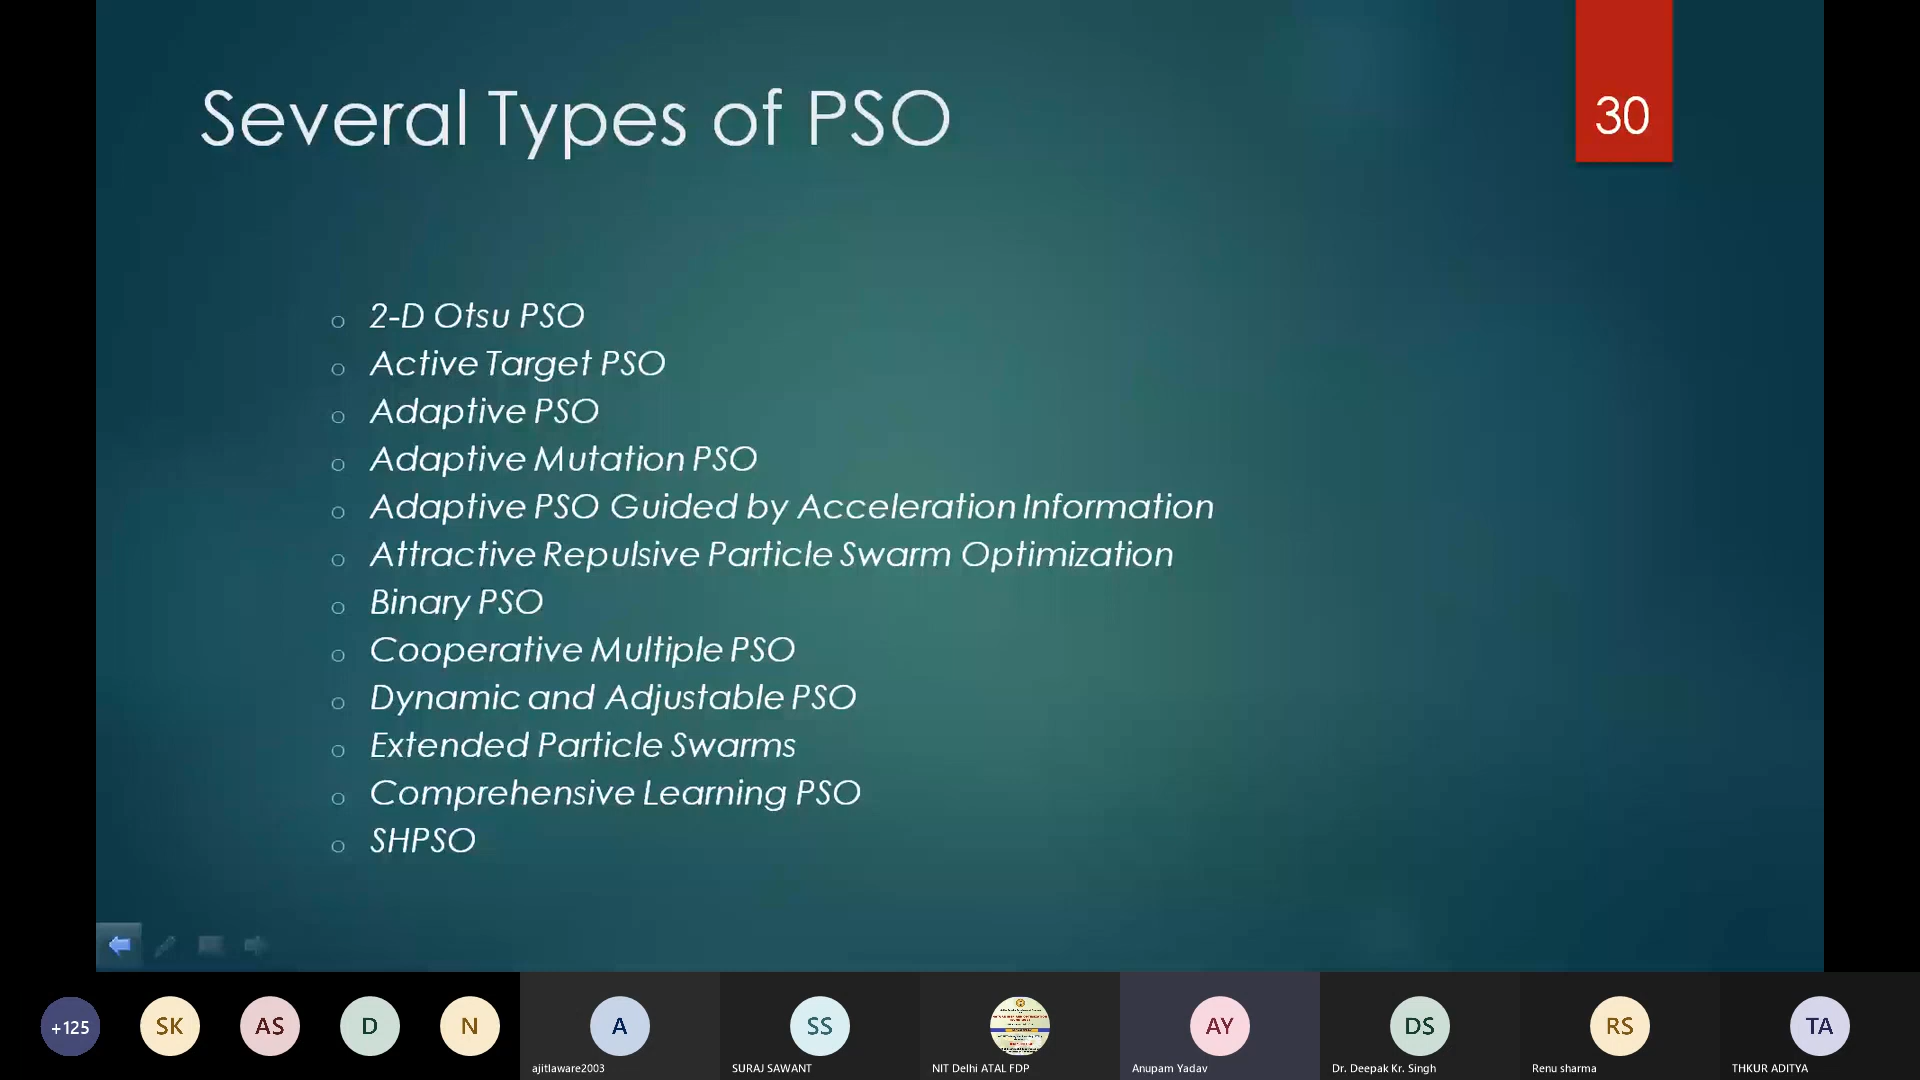 Several Types of PSO
30
2-D Otsu PSO
Active Target PSO
Adaptive PSO
Adaptive Mutation PSO
Adaptive PSO Guided by Acceleration Information
Attractive Repulsive Particle Swarm Optimization
Binary PSO
Cooperative Multiple PSO
Dynamic and Adjustable PSO
Extended Particle Swarms
Comprehensive Learning PSO
SHPSO
+125
SK
AS
D
N
A
SS
AY
DS
RS
TA
ajitlaware2003
SURAJ SAWANT
NIT Delhi ATAL FDP
Anupam Yadav
Dr. Deepak Kr. Singh
Renu sharma
THKUR ADITYA